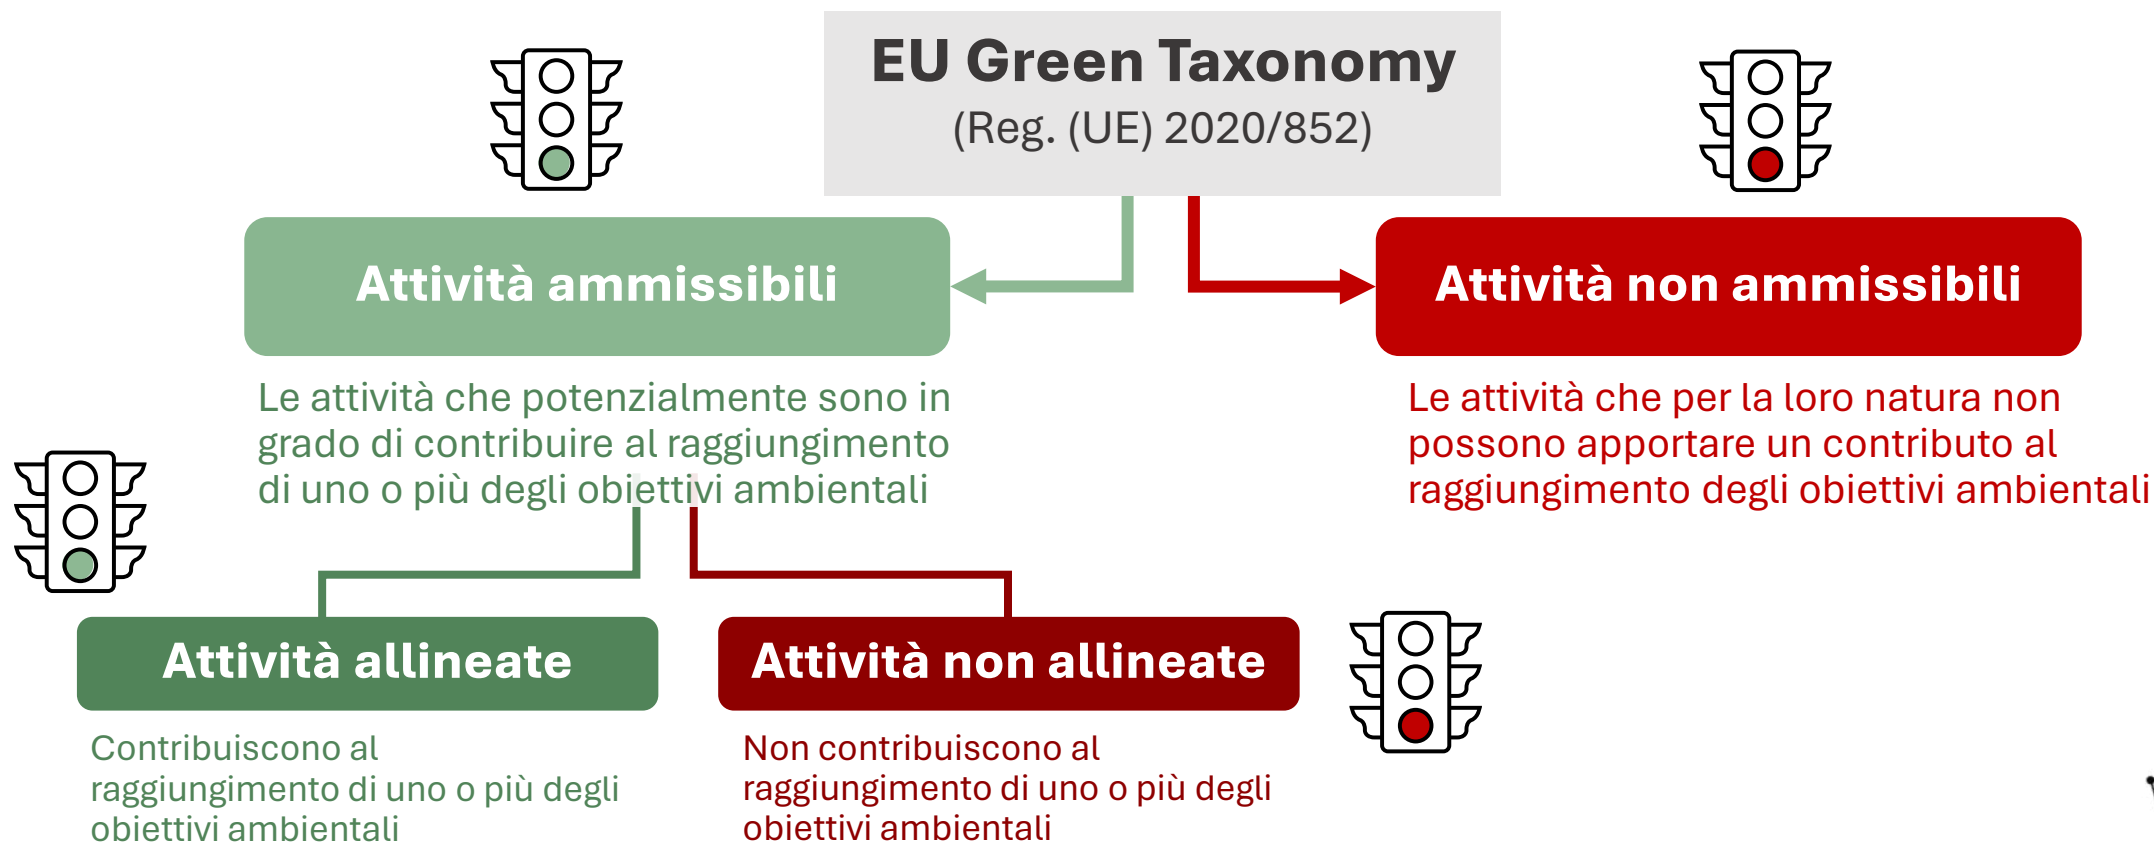 EU Green Taxonomy
(Reg. (UE) 2020/852)
Attività ammissibili
Attività non ammissibili
Le attività che potenzialmente sono in
grado di contribuire al raggiungimento
di uno o più degli obiettivi ambientali
Le attività che per la loro natura non
possono apportare un contributo al
raggiungimento degli obiettivi ambientali
Attività allineate
Attività non allineate
Contribuiscono al
raggiungimento di uno o più degli
obiettivi ambientali
Non contribuiscono al
raggiungimento di uno o più degli
obiettivi ambientali